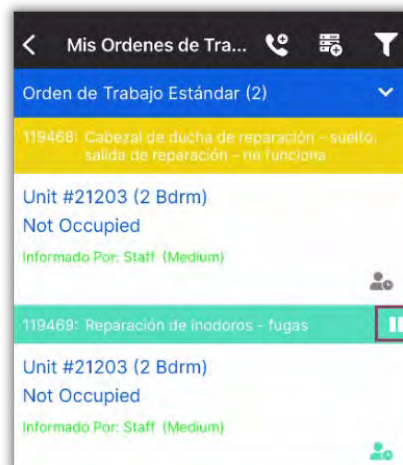 Mis Ordenes de Tra...
Orden de Trabajo Estándar (2)
119468: Cabezal de ducha de reparación - suelto,
salida de reparación - no funciona
Unit #21203 (2 Bdrm)
Not Occupied
Informado Por: Staff (Medium)
119469: Reparación de inodoros - fugas
Unit #21203 (2 Bdrm)
Not Occupied
Informado Por: Staff (Medium)